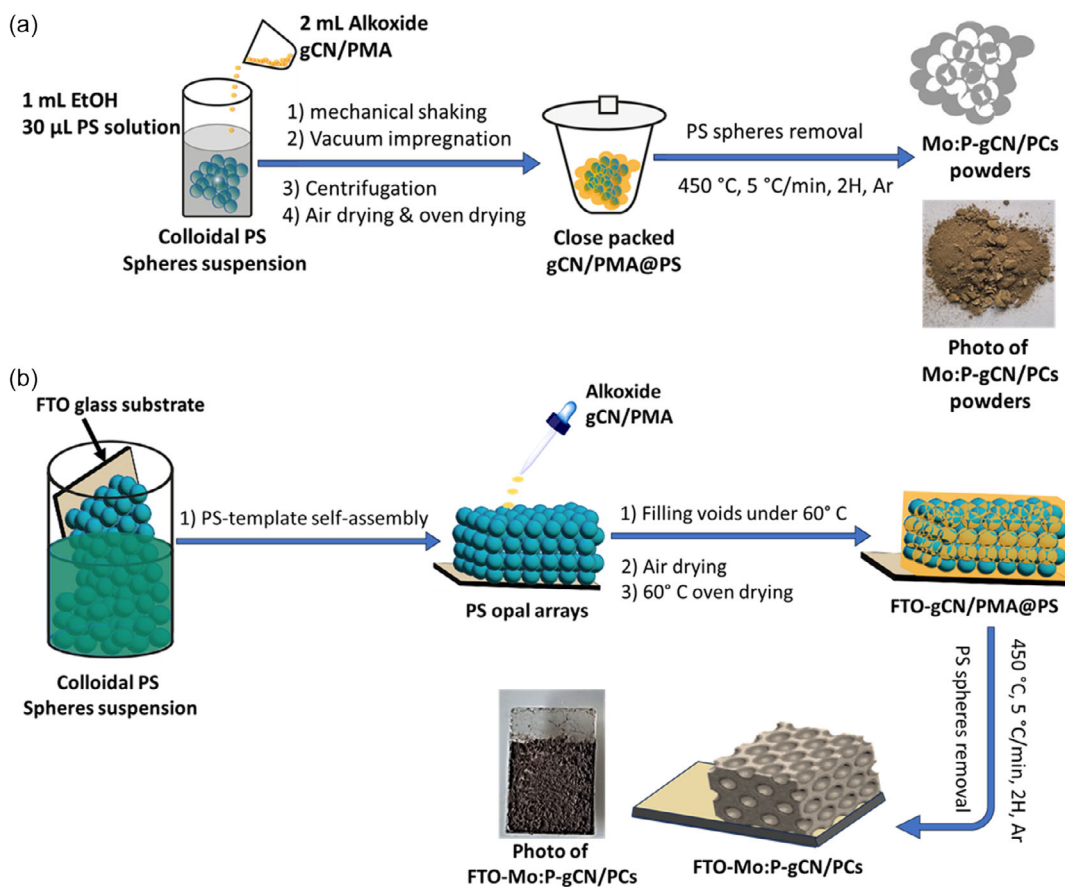 (a)
2 mL Alkoxide
gCN/PMA
1 mL EtOH
30 µL PS solution
1) mechanical shaking
2) Vacuum impregnation
3) Centrifugation
4) Air drying & oven drying
Colloidal PS
Spheres suspension
Close packed
gCN/PMA@PS
PS spheres removal
450 °C, 5 °C/min, 2H, Ar
Mo:P-gCN/PCs
powders
Photo of
Mo:P-gCN/PCs
powders
(b)
FTO glass substrate
Colloidal PS
Spheres suspension
1) PS-template self-assembly
Alkoxide
gCN/PMA
PS opal arrays
1) Filling voids under 60° C
2) Air drying
3) 60° C oven drying
FTO-gCN/PMA@PS
450 °C, 5 °C/min, 2H, Ar
PS spheres removal
FTO-Mo:P-gCN/PCs
Photo of
FTO-Mo:P-gCN/PCs